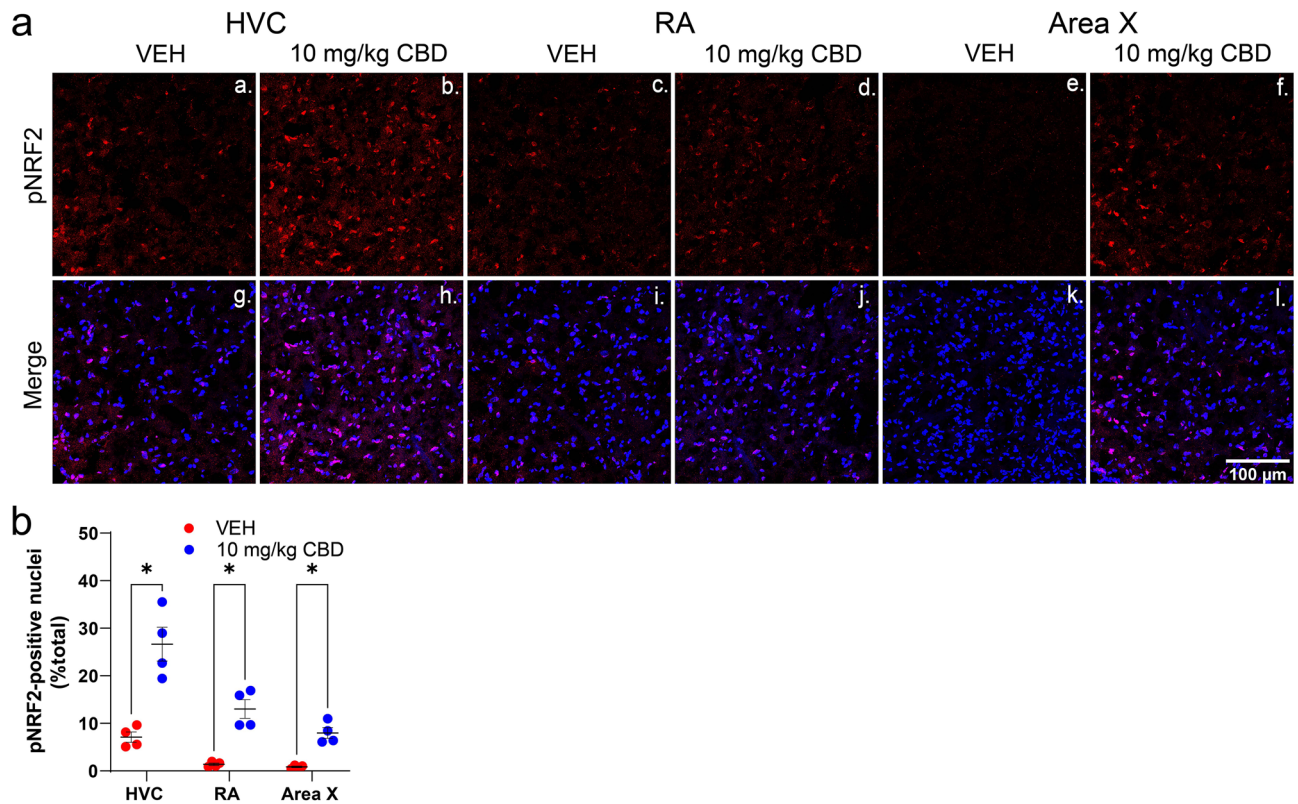 a
HVC RA Area X
VEH 10 mg/kg CBD VEH 10 mg/kg CBD VEH 10 mg/kg CBD
pNRF2
a. b. c. d. e. f.
Merge
g. h. i. j. k. l.
100 µm
b
VEH
10 mg/kg CBD
pNRF2-positive nuclei
(%total)
50
40
30
20
10
0
* * *
HVC RA Area X